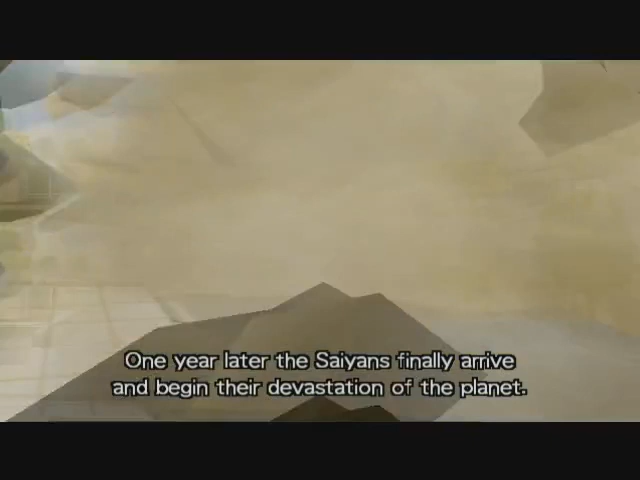 One year later the Saiyans finally arrive
and begin their devastation of the planet.